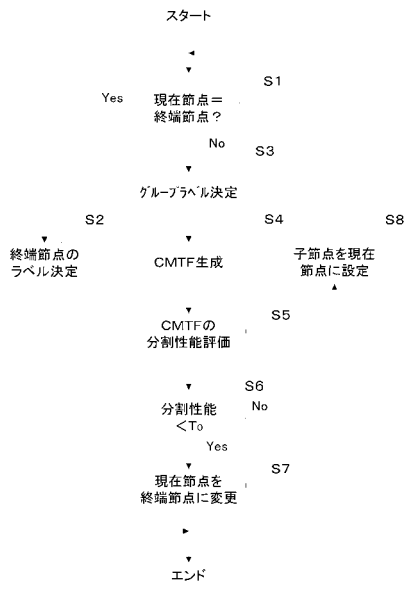 スタート
S1
Yes
現在節点＝
終端節点？
No
S3
ｸﾞﾙｰﾌﾟﾗﾍﾞﾙ決定
S2
S4
S8
終端節点の
ラベル決定
CMTF生成
子節点を現在
節点に設定
S5
CMTFの
分割性能評価
S6
分割性能
＜T₀
No
Yes
S7
現在節点を
終端節点に変更
エンド